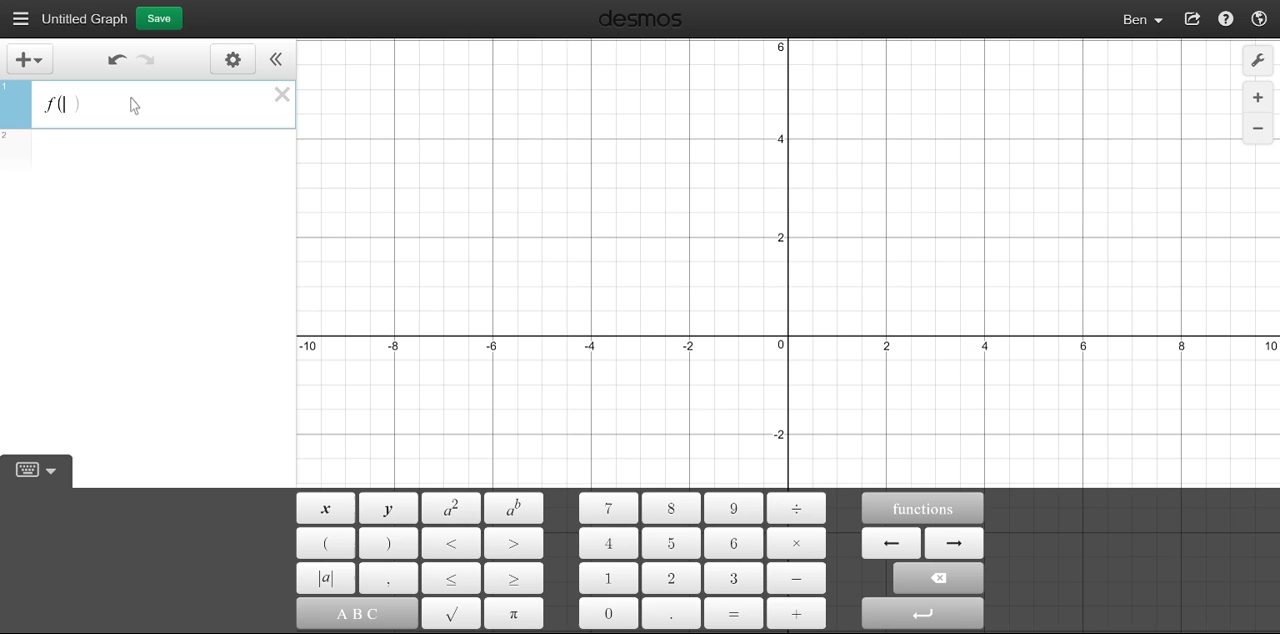 Untitled Graph Save desmos Ben
1
f( )
2
6
4
2
-10 -8 -6 -4 -2 0 2 4 6 8 10
-2
x y a² aᵇ 7 8 9 ÷ functions
( ) < > 4 5 6 × ← →
|a| , ≤ ≥ 1 2 3 −
A B C √ π 0 . = +